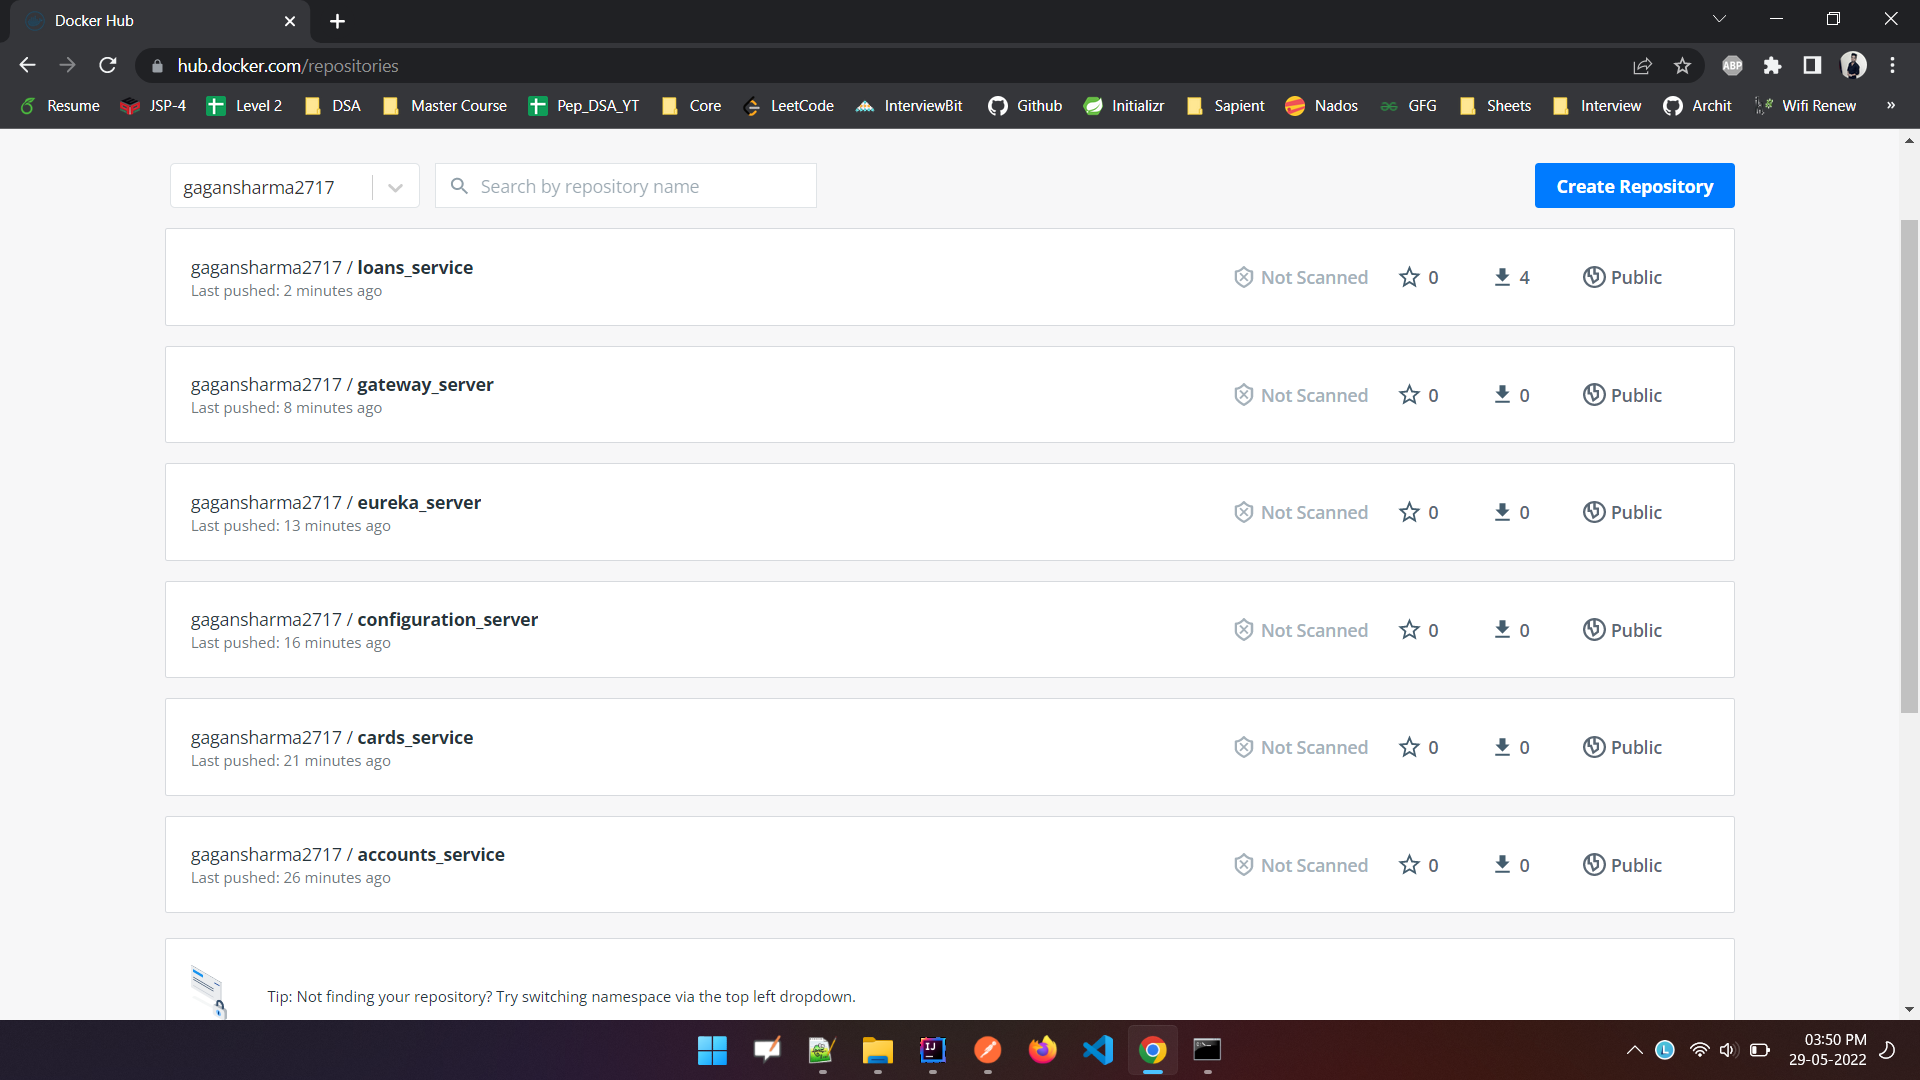 Docker Hub
hub.docker.com/repositories
ABP
Resume JSP-4 Level 2 DSA Master Course Pep_DSA_YT Core LeetCode InterviewBit Github Initializr Sapient Nados GFG Sheets Interview Archit Wifi Renew »
gagansharma2717 Search by repository name Create Repository
gagansharma2717 / loans_service
Last pushed: 2 minutes ago
Not Scanned 0 4 Public
gagansharma2717 / gateway_server
Last pushed: 8 minutes ago
Not Scanned 0 0 Public
gagansharma2717 / eureka_server
Last pushed: 13 minutes ago
Not Scanned 0 0 Public
gagansharma2717 / configuration_server
Last pushed: 16 minutes ago
Not Scanned 0 0 Public
gagansharma2717 / cards_service
Last pushed: 21 minutes ago
Not Scanned 0 0 Public
gagansharma2717 / accounts_service
Last pushed: 26 minutes ago
Not Scanned 0 0 Public
Tip: Not finding your repository? Try switching namespace via the top left dropdown.
IJ
L
03:50 PM
29-05-2022